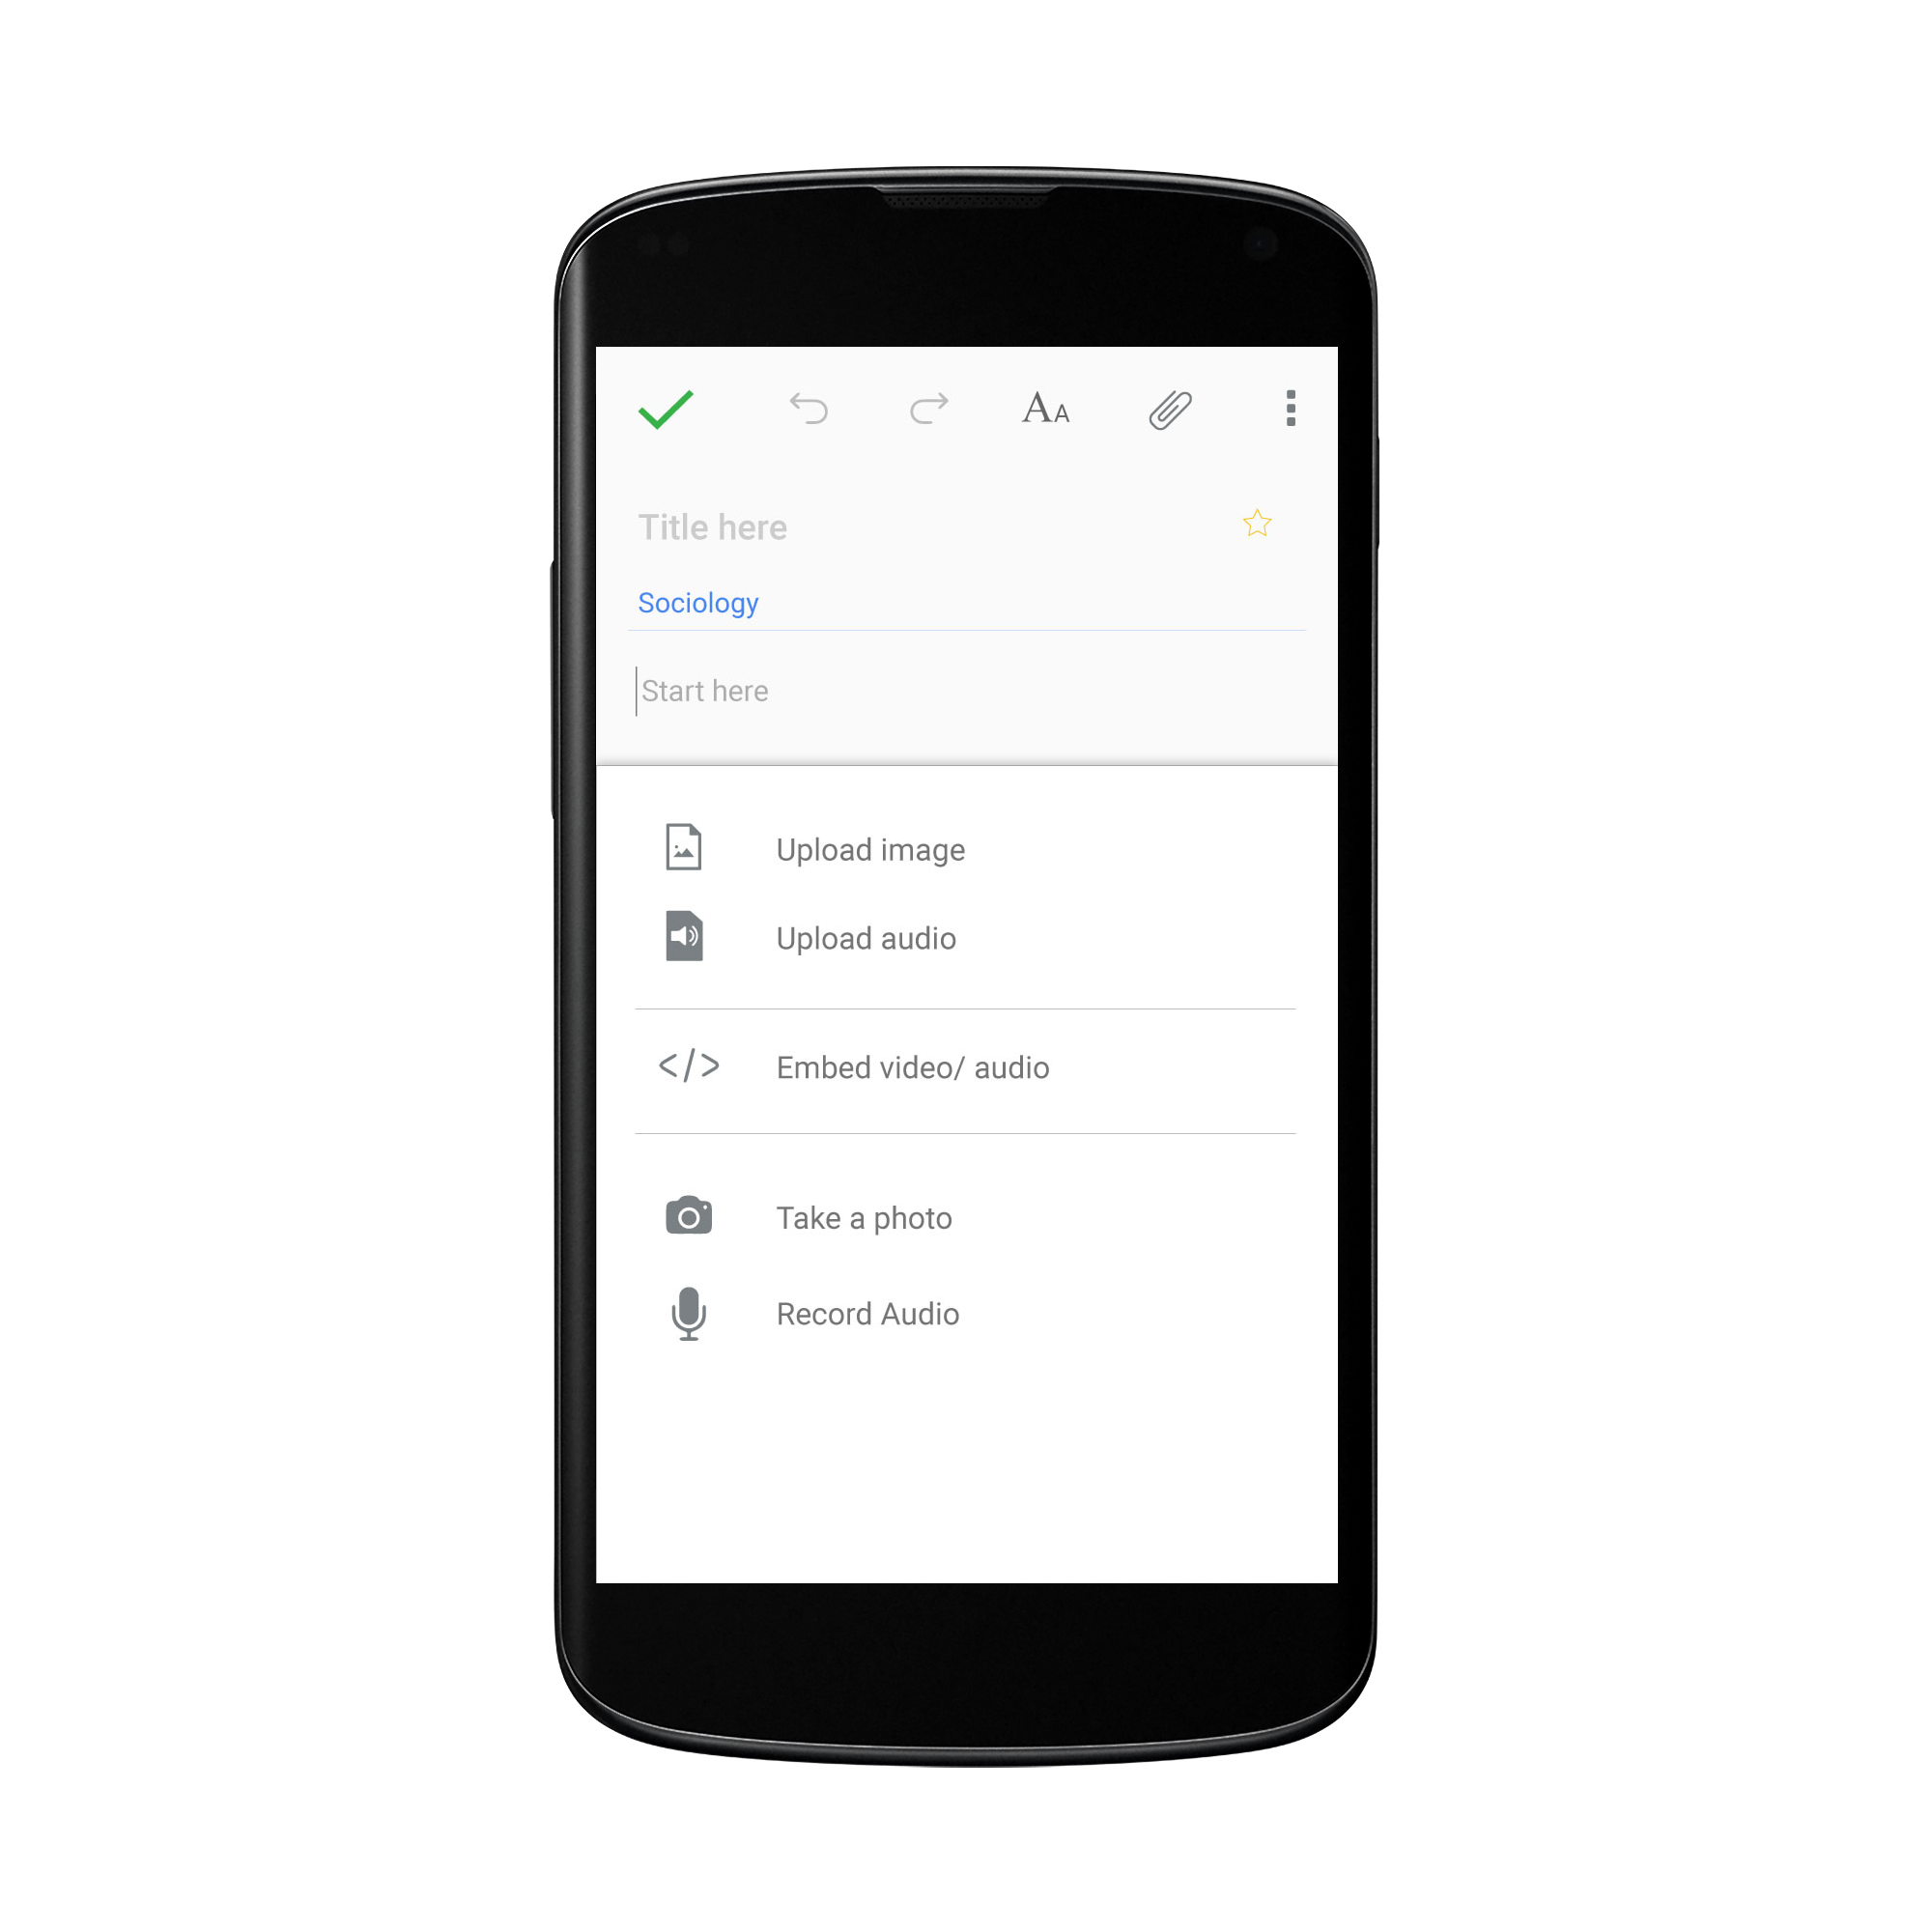 AA
Title here
Sociology
Start here
Upload image
Upload audio
</>
Embed video/ audio
Take a photo
Record Audio